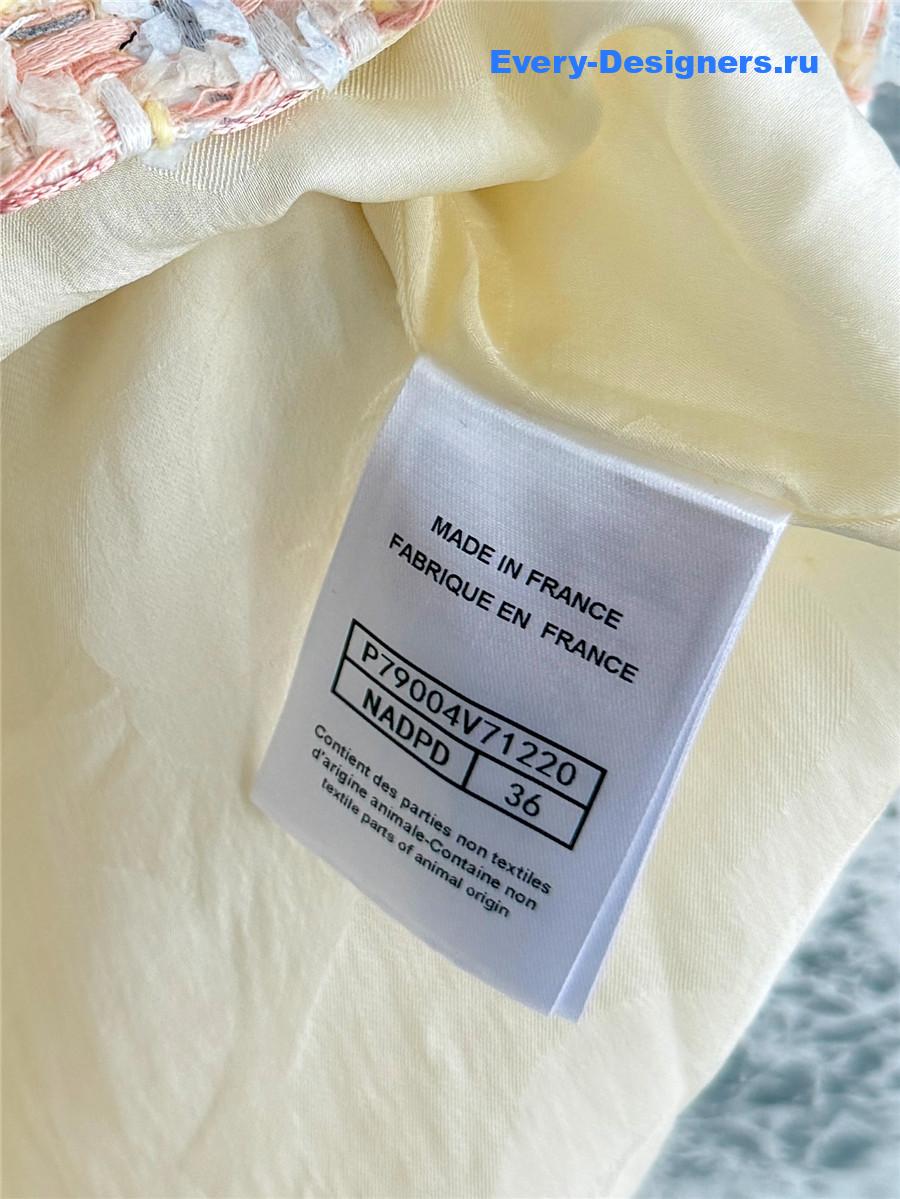 Every-Designers.ru
MADE IN FRANCE
FABRIQUE EN FRANCE
P79004V71220
NADPD 36
Contient des parties non textiles
d'arigine animale-Containe non
textile parts of animal origin